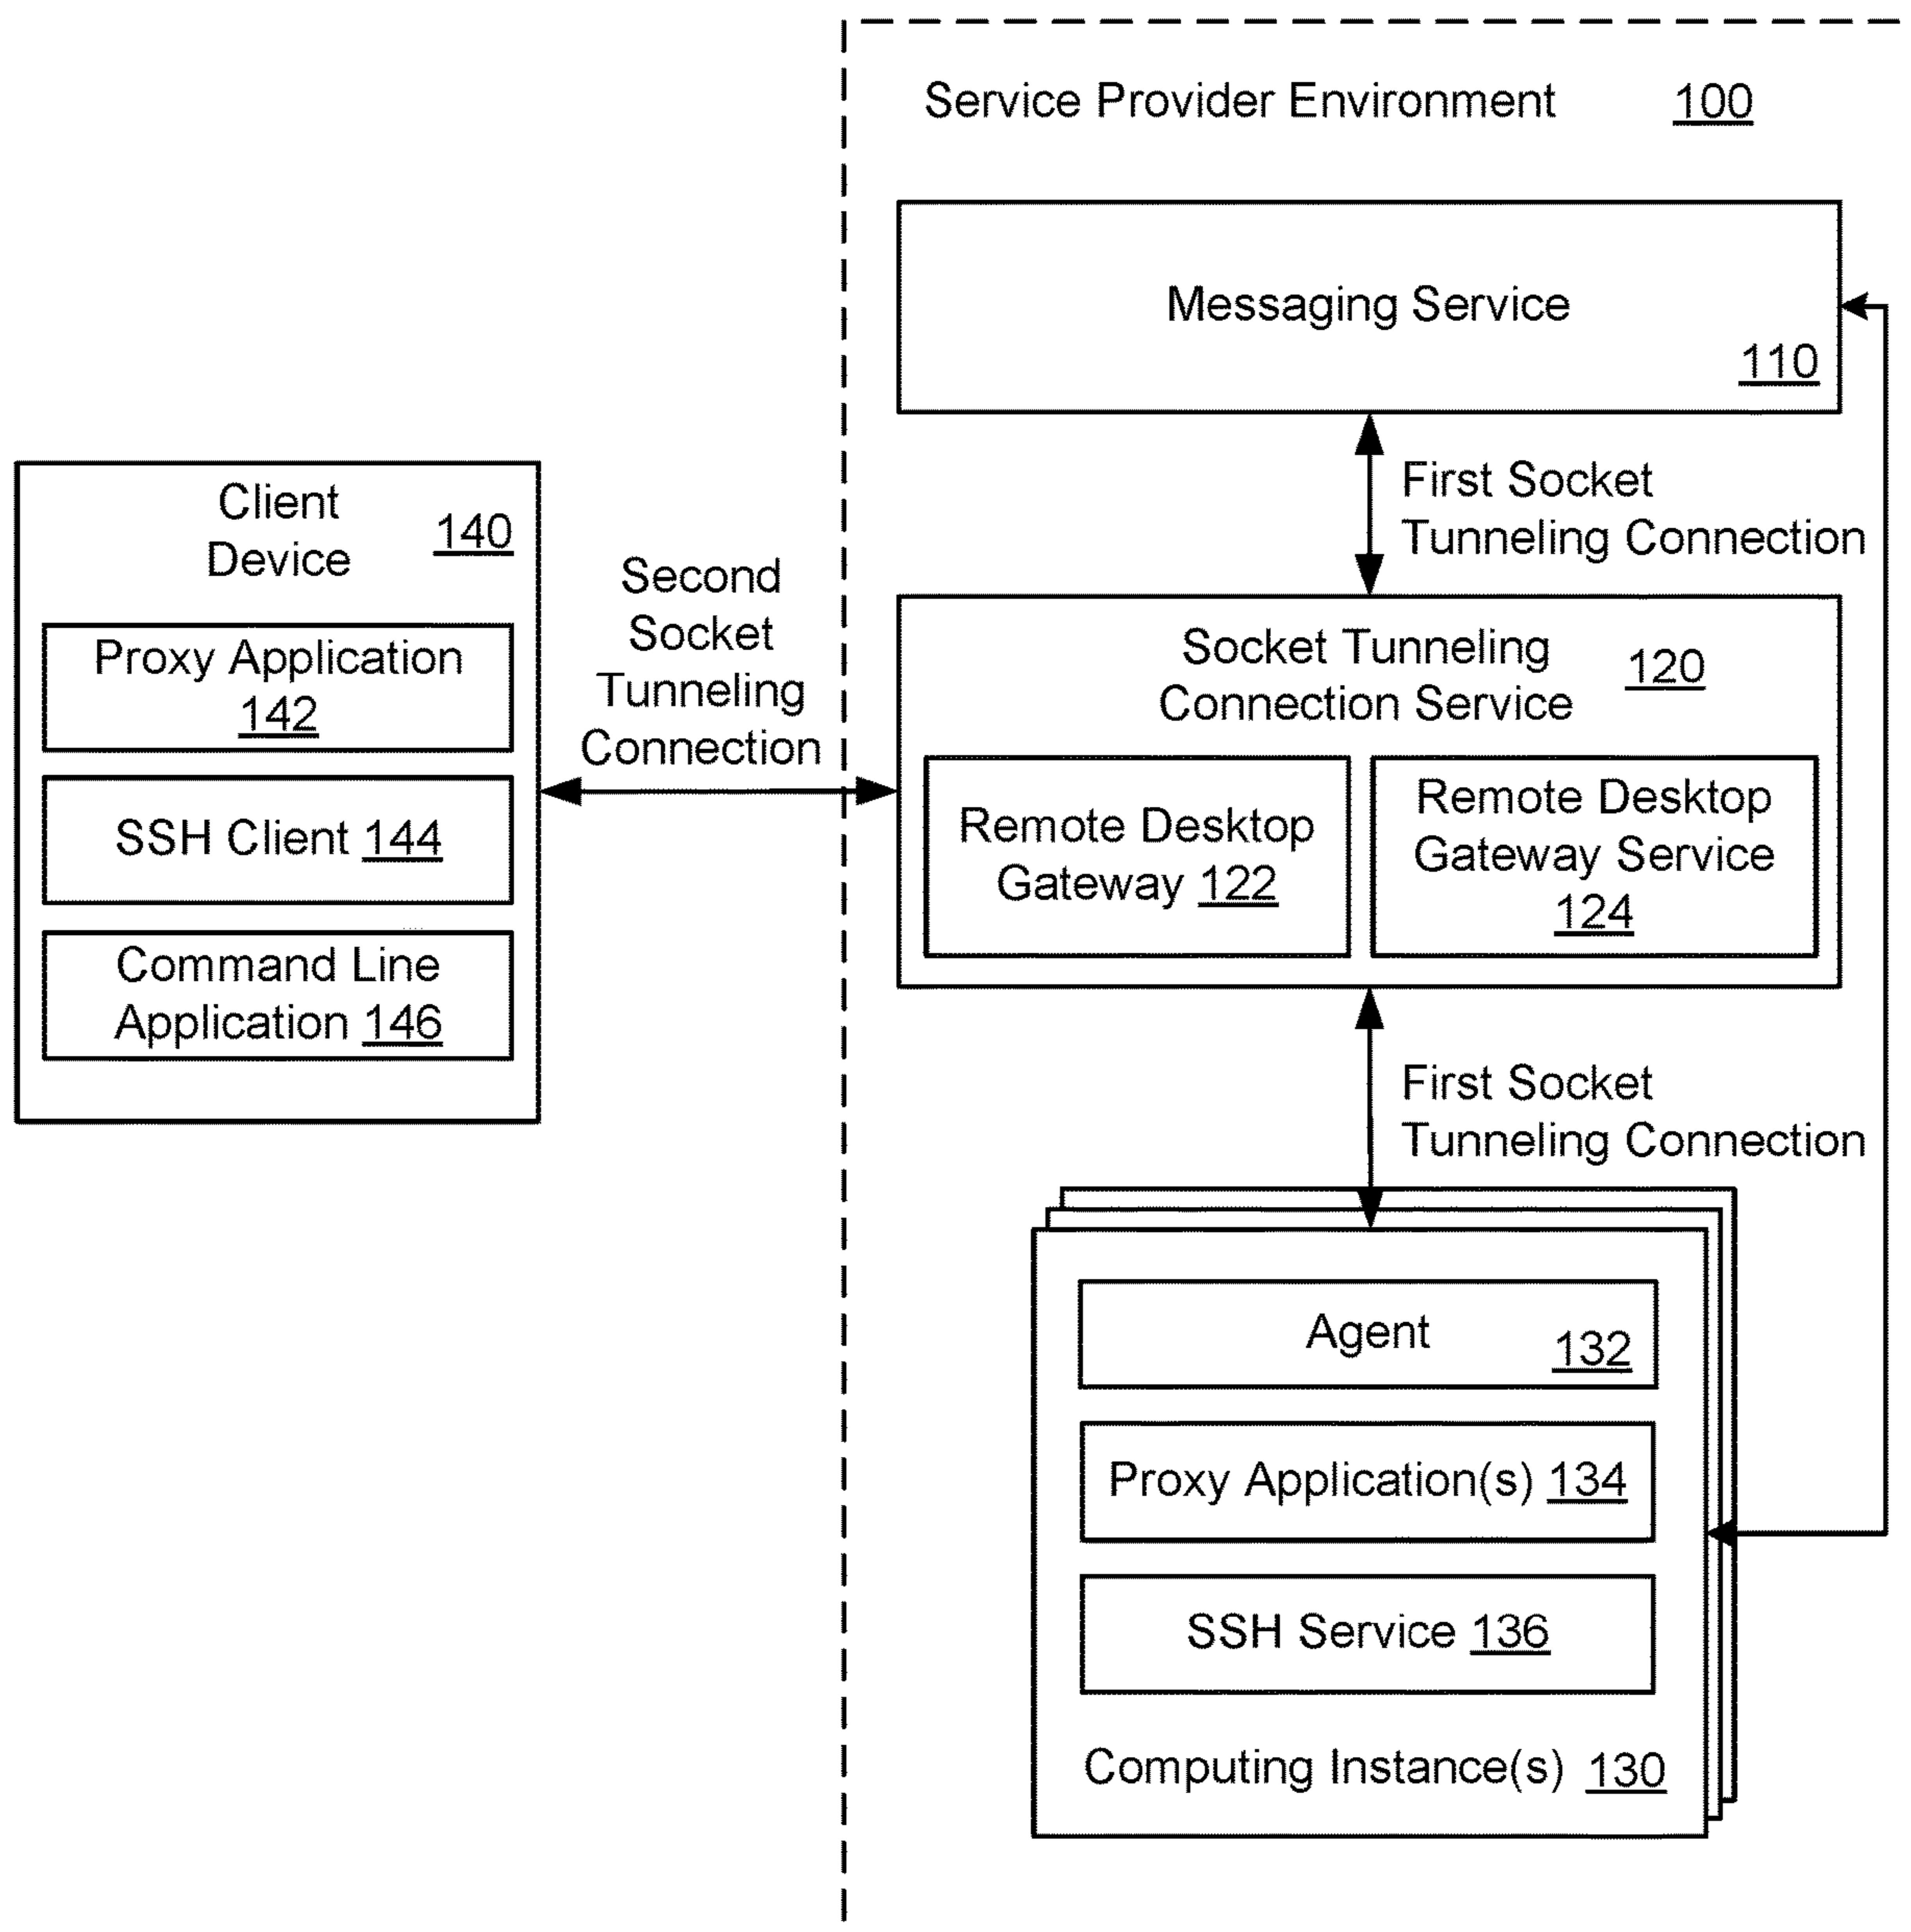 Service Provider Environment 100
Messaging Service
110
First Socket
Tunneling Connection
Client
Device
140
Proxy Application
142
SSH Client 144
Command Line
Application 146
Second
Socket
Tunneling
Connection
Socket Tunneling
Connection Service
120
Remote Desktop
Gateway 122
Remote Desktop
Gateway Service
124
First Socket
Tunneling Connection
Agent
132
Proxy Application(s) 134
SSH Service 136
Computing Instance(s) 130